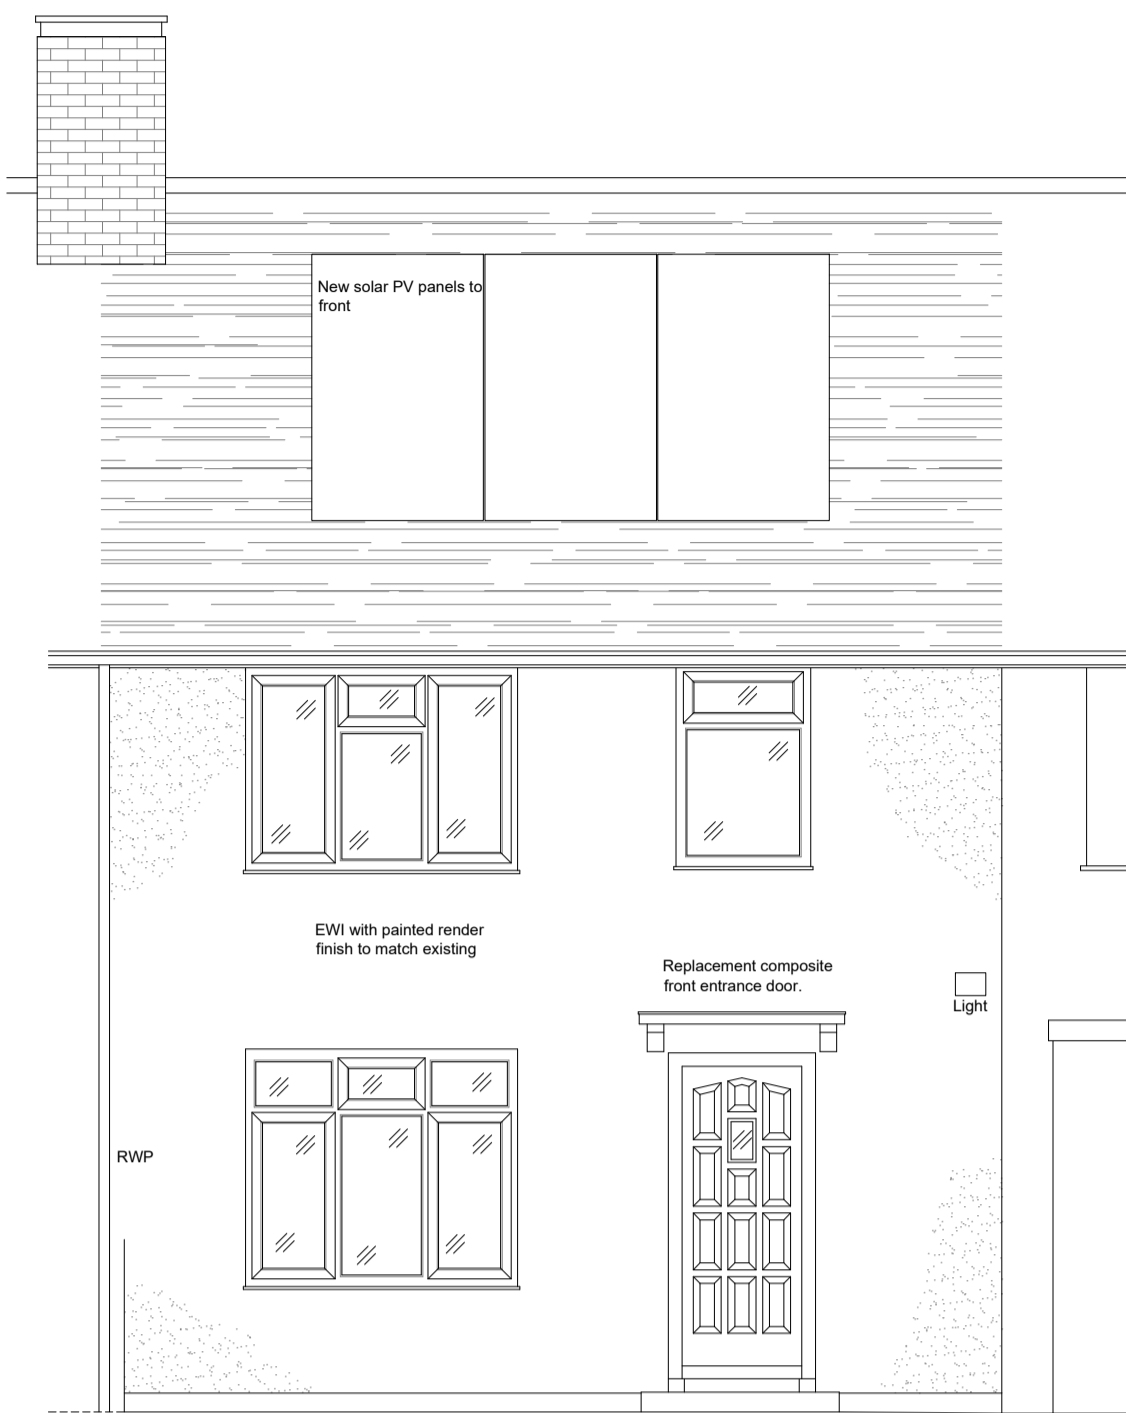 New solar PV panels to
front
EWI with painted render
finish to match existing
Replacement composite
front entrance door.
Light
RWP